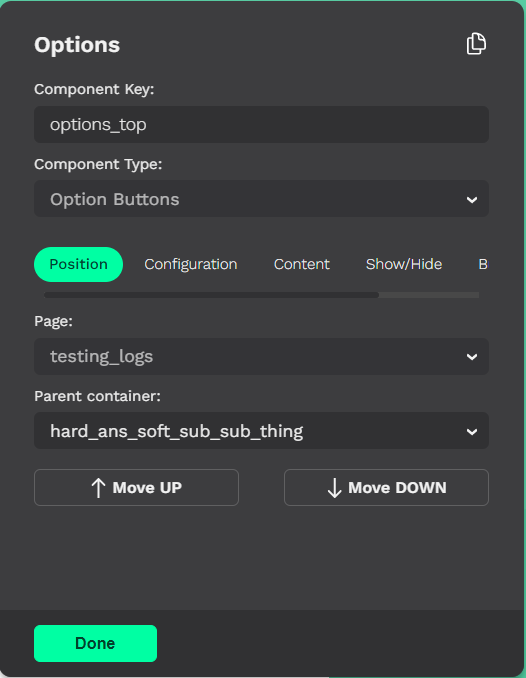 Options
Component Key:
options_top
Component Type:
Option Buttons
Position Configuration Content Show/Hide B
Page:
testing_logs
Parent container:
hard_ans_soft_sub_sub_thing
Move UP Move DOWN
Done